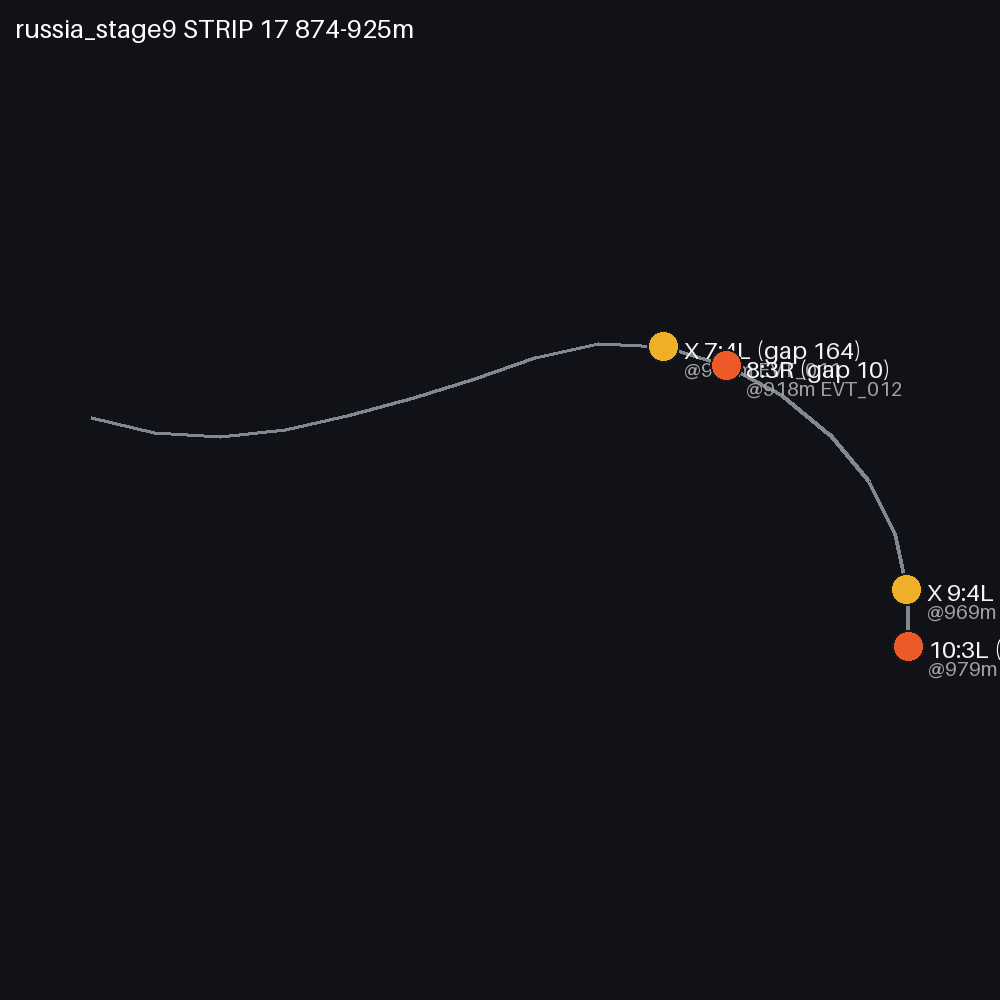 russia_stage9 STRIP 17 874-925m
X 7:4L (gap 164)
8:3R (gap 10)
@918m EVT_012
X 9:4L
@969m
10:3L (
@979m